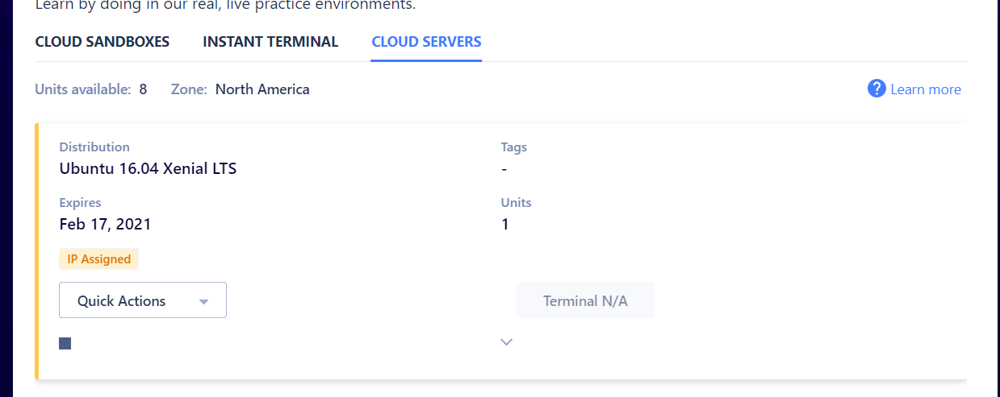 Learn by doing in our real, live practice environments.
CLOUD SANDBOXES INSTANT TERMINAL CLOUD SERVERS
Units available: 8 Zone: North America ? Learn more
Distribution Tags
Ubuntu 16.04 Xenial LTS -
Expires Units
Feb 17, 2021 1
IP Assigned
Quick Actions Terminal N/A